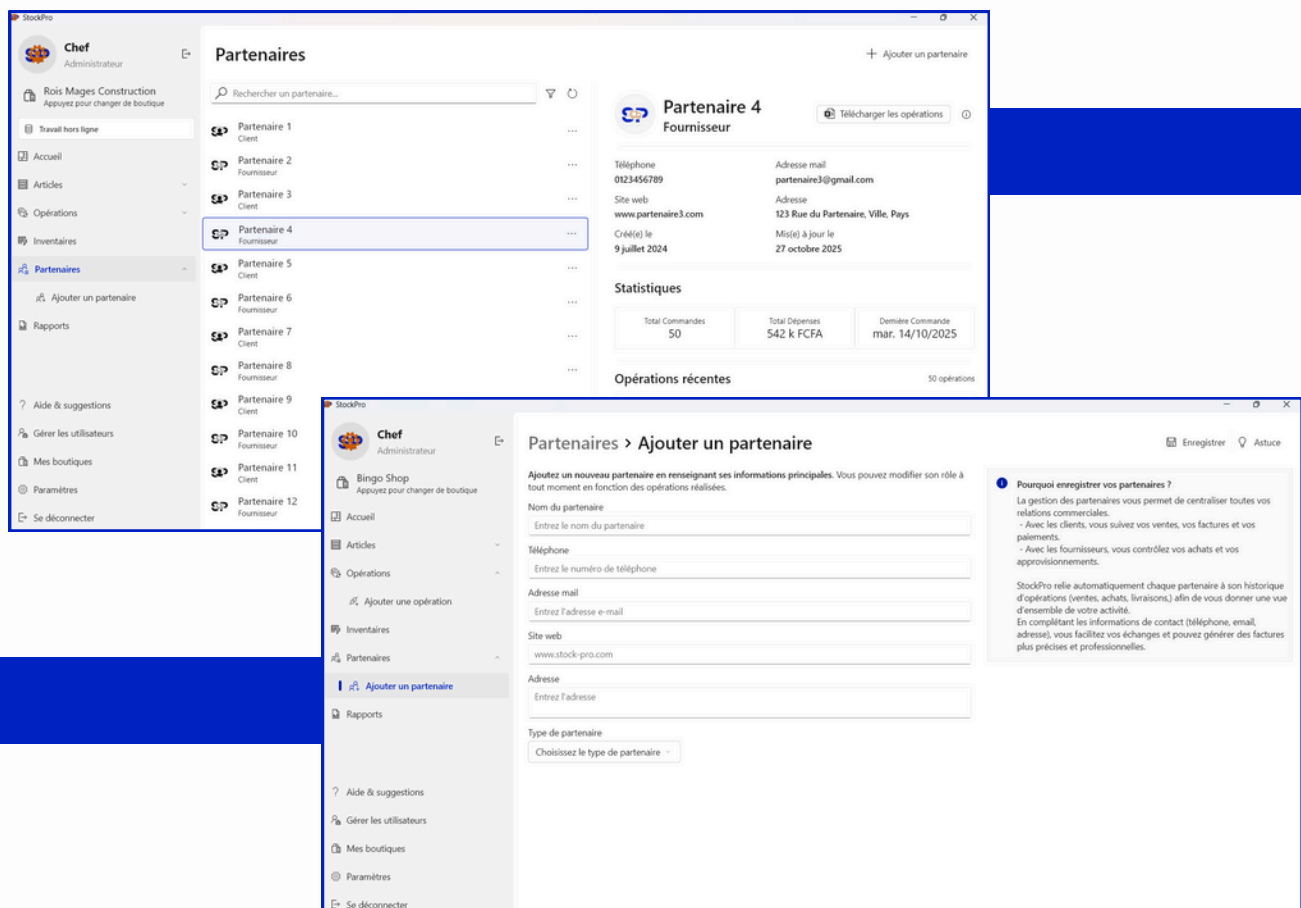 StockPro
Chef
Administrateur
Rois Mages Construction
Appuyez pour changer de boutique
Travail hors ligne
Accueil
Articles
Opérations
Inventaires
Partenaires
Ajouter un partenaire
Rapports
Aide & suggestions
Gérer les utilisateurs
Mes boutiques
Paramètres
Se déconnecter
Partenaires
Ajouter un partenaire
Rechercher un partenaire...
Partenaire 1
Client
Partenaire 2
Fournisseur
Partenaire 3
Client
Partenaire 4
Fournisseur
Partenaire 5
Client
Partenaire 6
Fournisseur
Partenaire 7
Client
Partenaire 8
Fournisseur
Partenaire 9
Client
Partenaire 10
Fournisseur
Partenaire 11
Client
Partenaire 12
Fournisseur
SP
Partenaire 4
Fournisseur
Télécharger les opérations
Téléphone
0123456789
Adresse mail
partenaire3@gmail.com
Site web
www.partenaire3.com
Adresse
123 Rue du Partenaire, Ville, Pays
Créé(e) le
9 juillet 2024
Mis(e) à jour le
27 octobre 2025
Statistiques
Total Commandes
50
Total Dépenses
542 k FCFA
Dernière Commande
mar. 14/10/2025
Opérations récentes
50 opérations
StockPro
Chef
Administrateur
Bingo Shop
Appuyez pour changer de boutique
Accueil
Articles
Opérations
Ajouter une opération
Inventaires
Partenaires
Ajouter un partenaire
Rapports
Aide & suggestions
Gérer les utilisateurs
Mes boutiques
Paramètres
Se déconnecter
Partenaires > Ajouter un partenaire
Enregistrer
Astuce
Ajoutez un nouveau partenaire en renseignant ses informations principales. Vous pouvez modifier son rôle à
tout moment en fonction des opérations réalisées.
Nom du partenaire
Entrez le nom du partenaire
Téléphone
Entrez le numéro de téléphone
Adresse mail
Entrez l'adresse e-mail
Site web
www.stock-pro.com
Adresse
Entrez l'adresse
Type de partenaire
Choisissez le type de partenaire
Pourquoi enregistrer vos partenaires ?
La gestion des partenaires vous permet de centraliser toutes vos
relations commerciales.
- Avec les clients, vous suivez vos ventes, vos factures et vos
paiements.
- Avec les fournisseurs, vous contrôlez vos achats et vos
approvisionnements.
StockPro relie automatiquement chaque partenaire à son historique
d'opérations (ventes, achats, livraisons,) afin de vous donner une vue
d'ensemble de votre activité.
En complétant les informations de contact (téléphone, email,
adresse), vous facilitez vos échanges et pouvez générer des factures
plus précises et professionnelles.